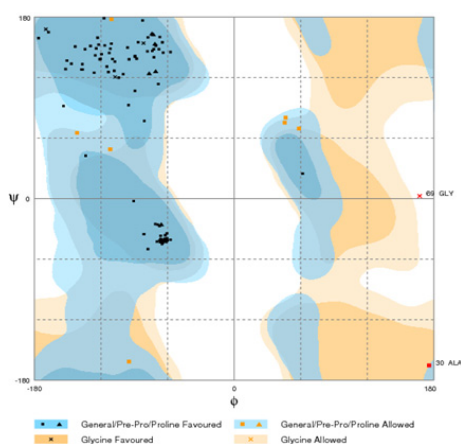 180
ψ
0
69 GLY
30 ALA
-180
-180
0
180
ϕ
General/Pre-Pro/Proline Favoured
General/Pre-Pro/Proline Allowed
Glycine Favoured
Glycine Allowed